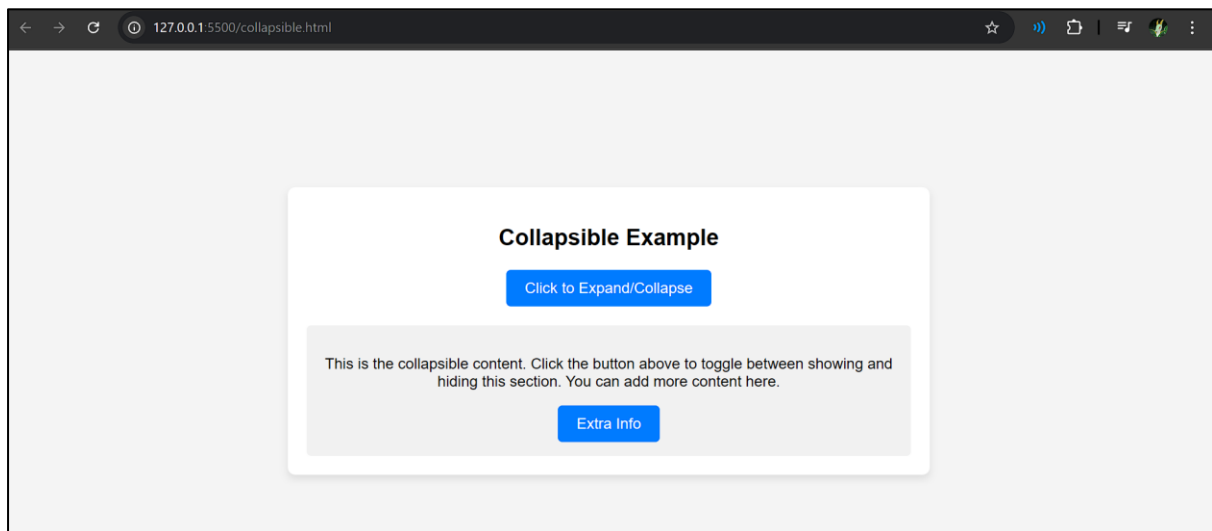 127.0.0.1:5500/collapsible.html
Collapsible Example
Click to Expand/Collapse
This is the collapsible content. Click the button above to toggle between showing and
hiding this section. You can add more content here.
Extra Info